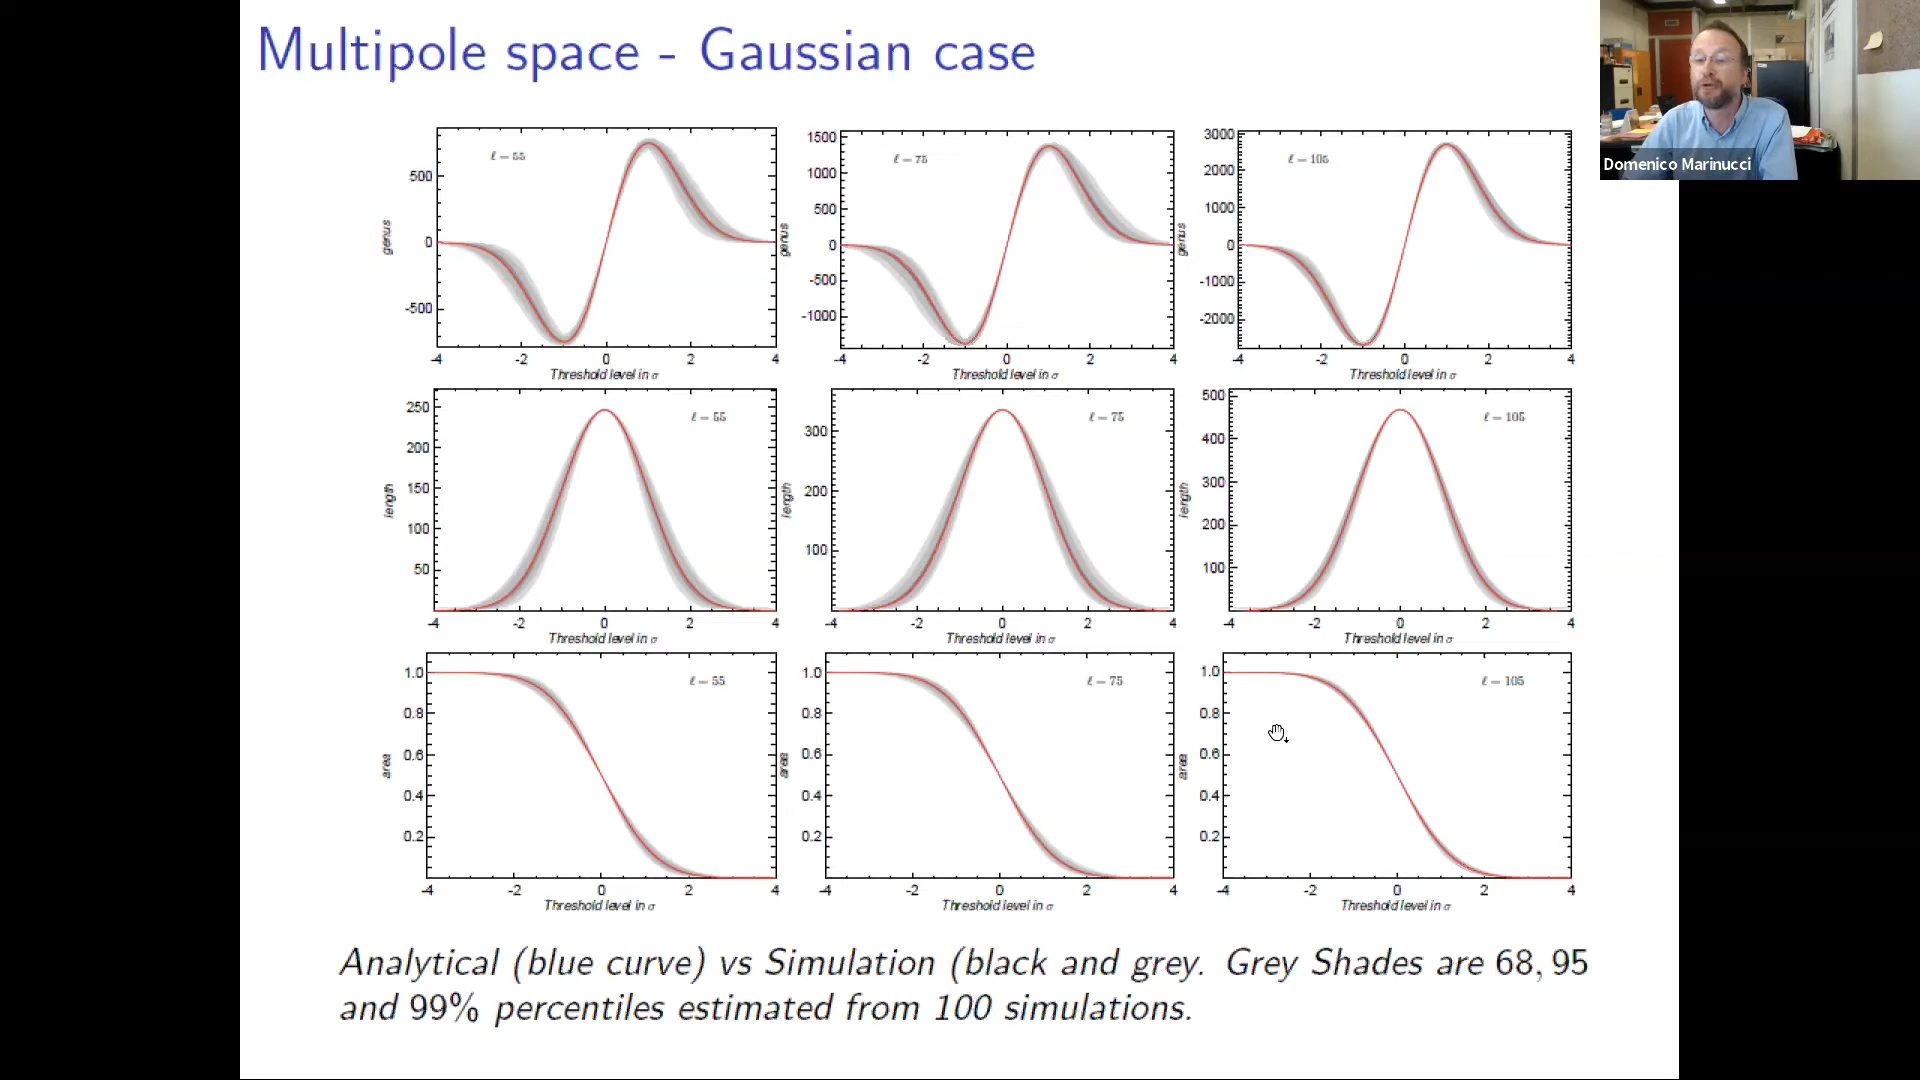 Multipole space - Gaussian case
Domenico Marinucci
ℓ = 55
500
0
-500
genus
-4 -2 0 2 4
Threshold level in σ
ℓ = 75
1500
1000
500
0
-500
-1000
genus
-4 -2 0 2 4
Threshold level in σ
ℓ = 105
3000
2000
1000
0
-1000
-2000
genus
-4 -2 0 2 4
Threshold level in σ
ℓ = 55
250
200
150
100
50
length
-4 -2 0 2 4
Threshold level in σ
ℓ = 75
300
200
100
length
-4 -2 0 2 4
Threshold level in σ
ℓ = 105
500
400
300
200
100
length
-4 -2 0 2 4
Threshold level in σ
ℓ = 55
1.0
0.8
0.6
0.4
0.2
area
-4 -2 0 2 4
Threshold level in σ
ℓ = 75
1.0
0.8
0.6
0.4
0.2
area
-4 -2 0 2 4
Threshold level in σ
ℓ = 105
1.0
0.8
0.6
0.4
0.2
area
-4 -2 0 2 4
Threshold level in σ
Analytical (blue curve) vs Simulation (black and grey. Grey Shades are 68, 95
and 99% percentiles estimated from 100 simulations.